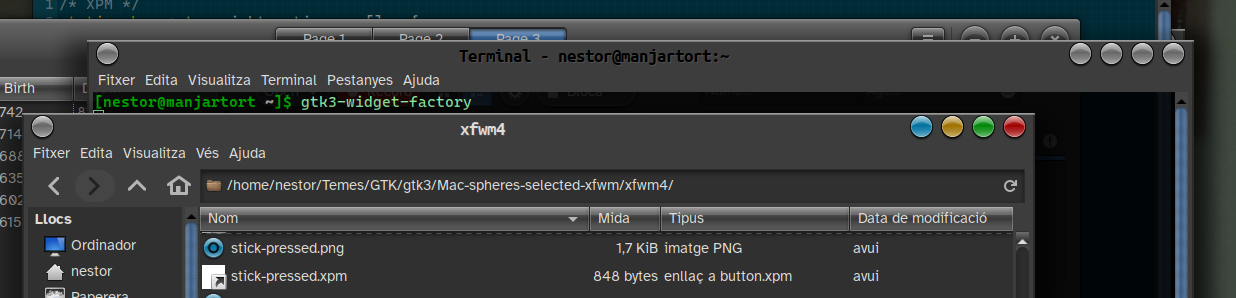 1 /* XPM */
Page 1 Page 2 Page 3
Terminal - nestor@manjartort:~
Birth
Fitxer Edita Visualitza Terminal Pestanyes Ajuda
[nestor@manjartort ~]$ gtk3-widget-factory
742
xfwm4
714
Fitxer Edita Visualitza Vés Ajuda
688
635
/home/nestor/Temes/GTK/gtk3/Mac-spheres-selected-xfwm/xfwm4/
602
615
Llocs
Nom Mida Tipus Data de modificació
Ordinador
stick-pressed.png 1,7 KiB imatge PNG avui
nestor
stick-pressed.xpm 848 bytes enllaç a button.xpm avui
Paperera